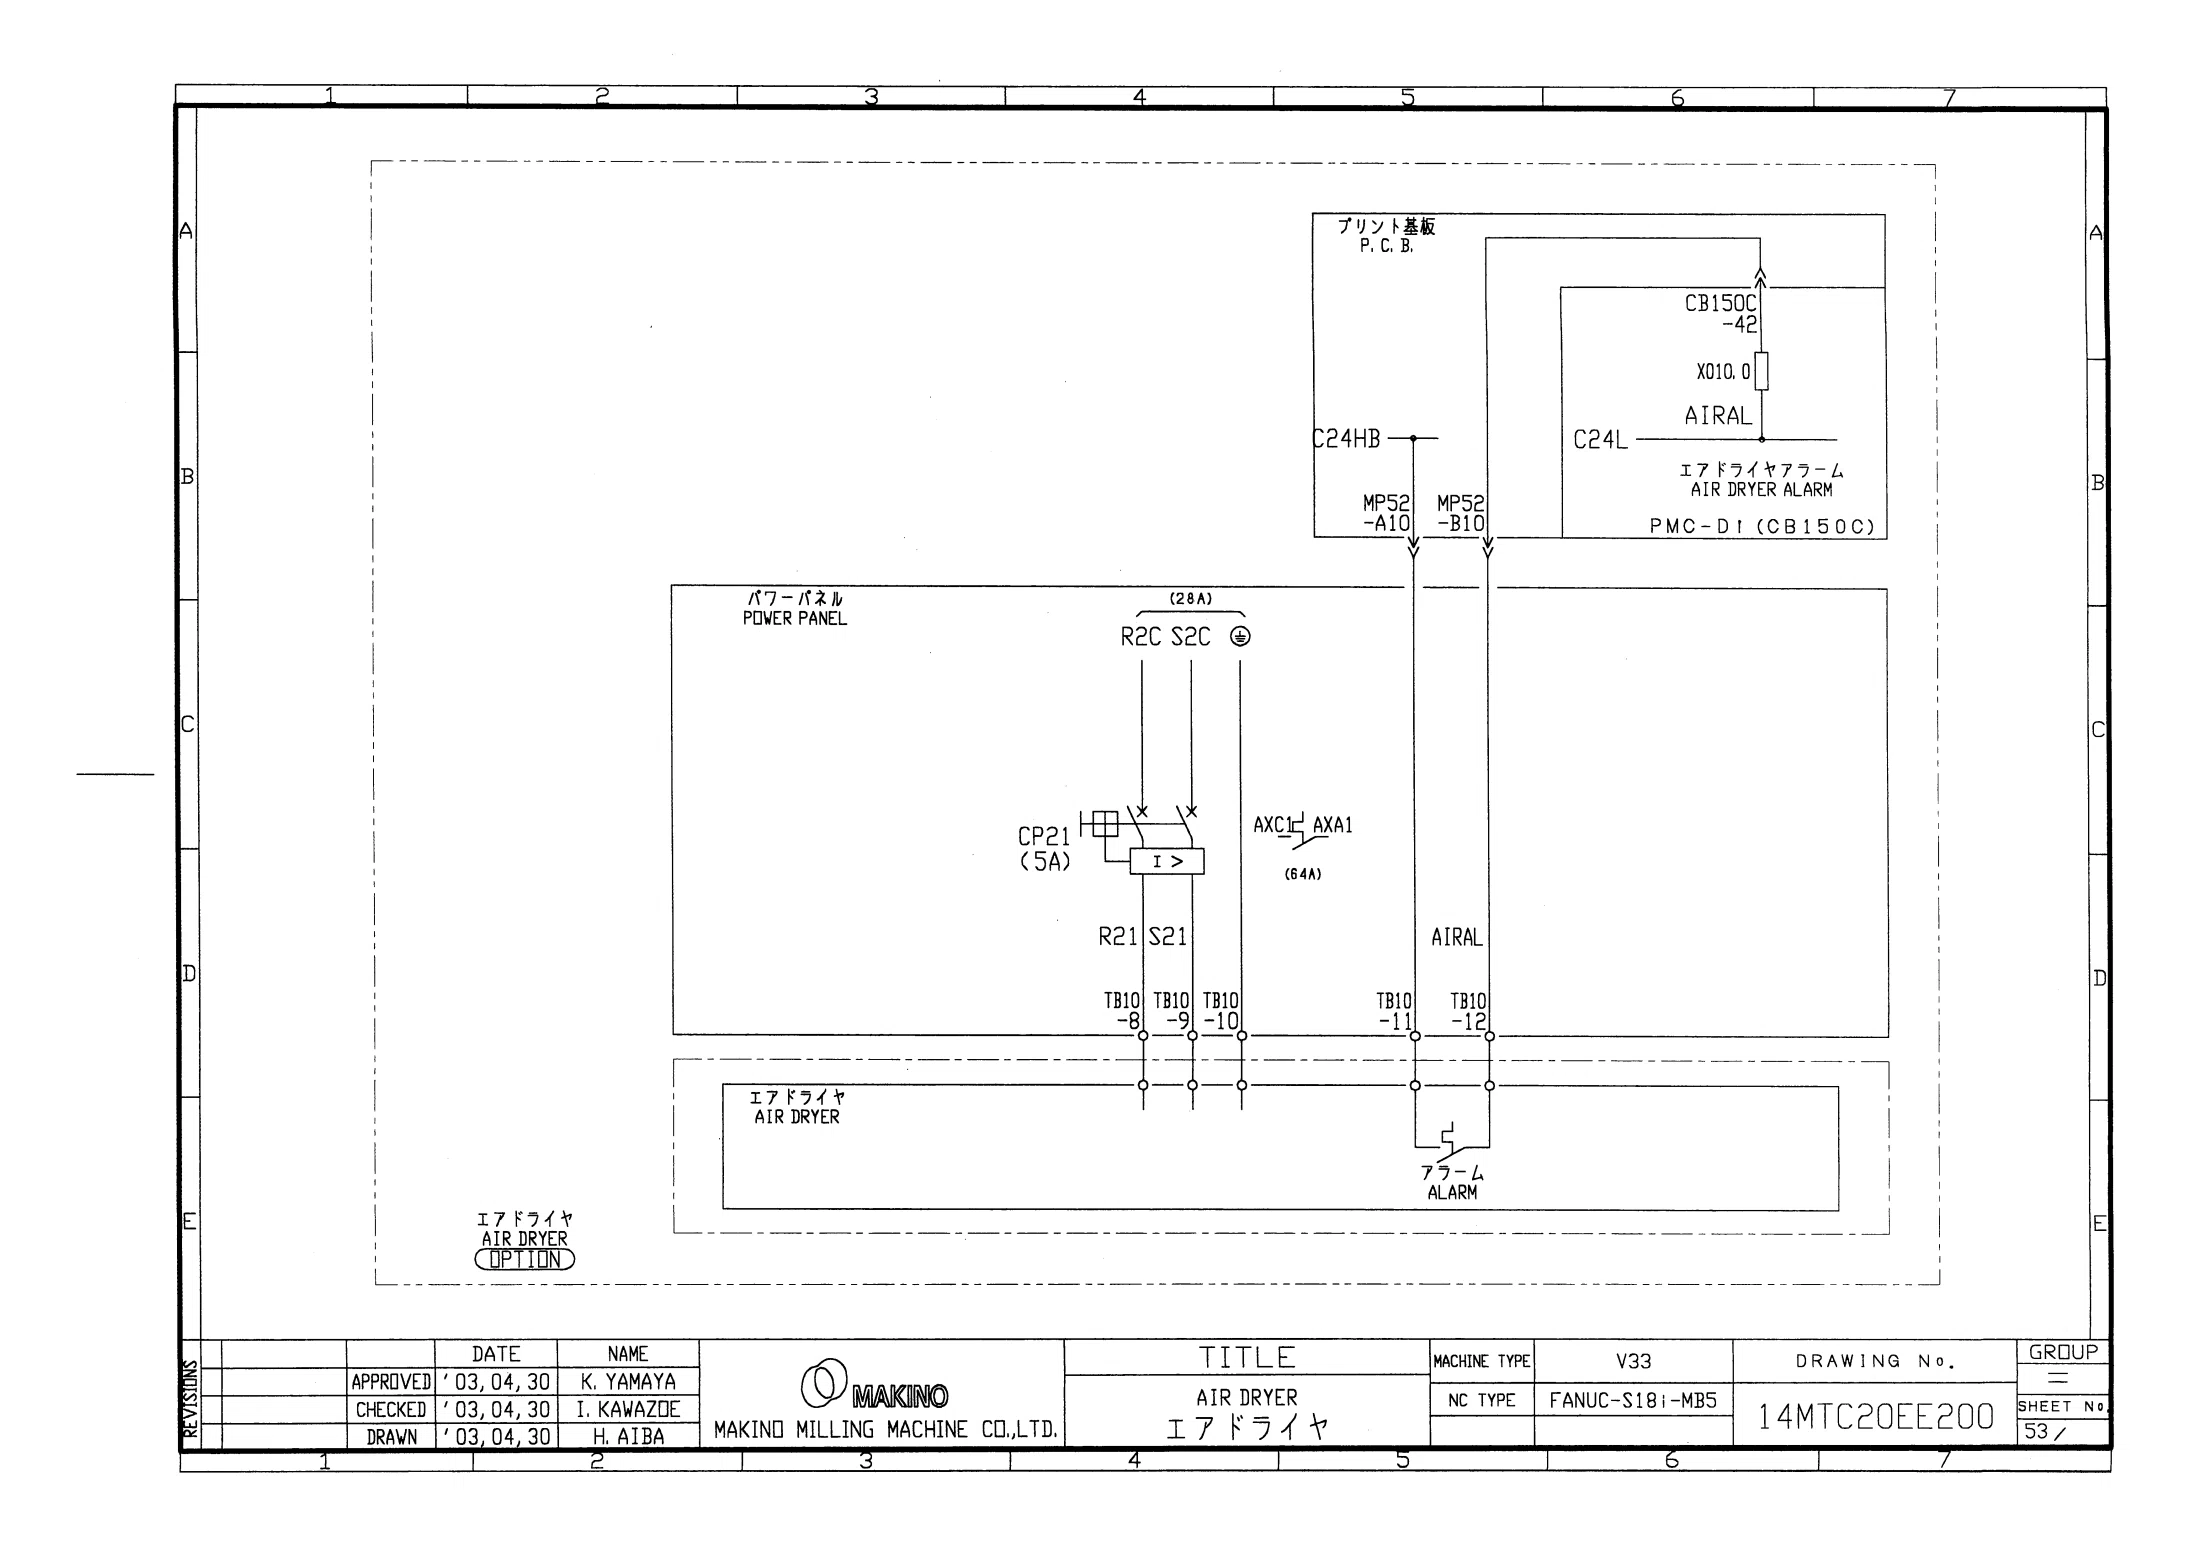 1 2 3 4 5 6 7
A A
プリント基板
P. C. B.
CB150C
-42
X010. 0
AIRAL
C24HB
C24L
エアドライヤアラーム
AIR DRYER ALARM
B B
MP52 MP52
-A10 -B10
PMC-DI (CB150C)
パワーパネル
POWER PANEL
(28A)
R2C S2C
C C
CP21
(5A)
I >
AXC1 AXA1
(64A)
R21 S21
AIRAL
D D
TB10 TB10 TB10 TB10 TB10
-8 -9 -10 -11 -12
エアドライヤ
AIR DRYER
アラーム
ALARM
E E
エアドライヤ
AIR DRYER
OPTION
REVISIONS
DATE NAME
APPROVED '03,04,30 K. YAMAYA
CHECKED '03,04,30 I. KAWAZOE
DRAWN '03,04,30 H. AIBA
MAKINO
MAKINO MILLING MACHINE CO.,LTD.
TITLE
AIR DRYER
エアドライヤ
MACHINE TYPE V33
NC TYPE FANUC-S18i-MB5
DRAWING No.
14MTC20EE200
GROUP
=
SHEET No.
53/
1 2 3 4 5 6 7